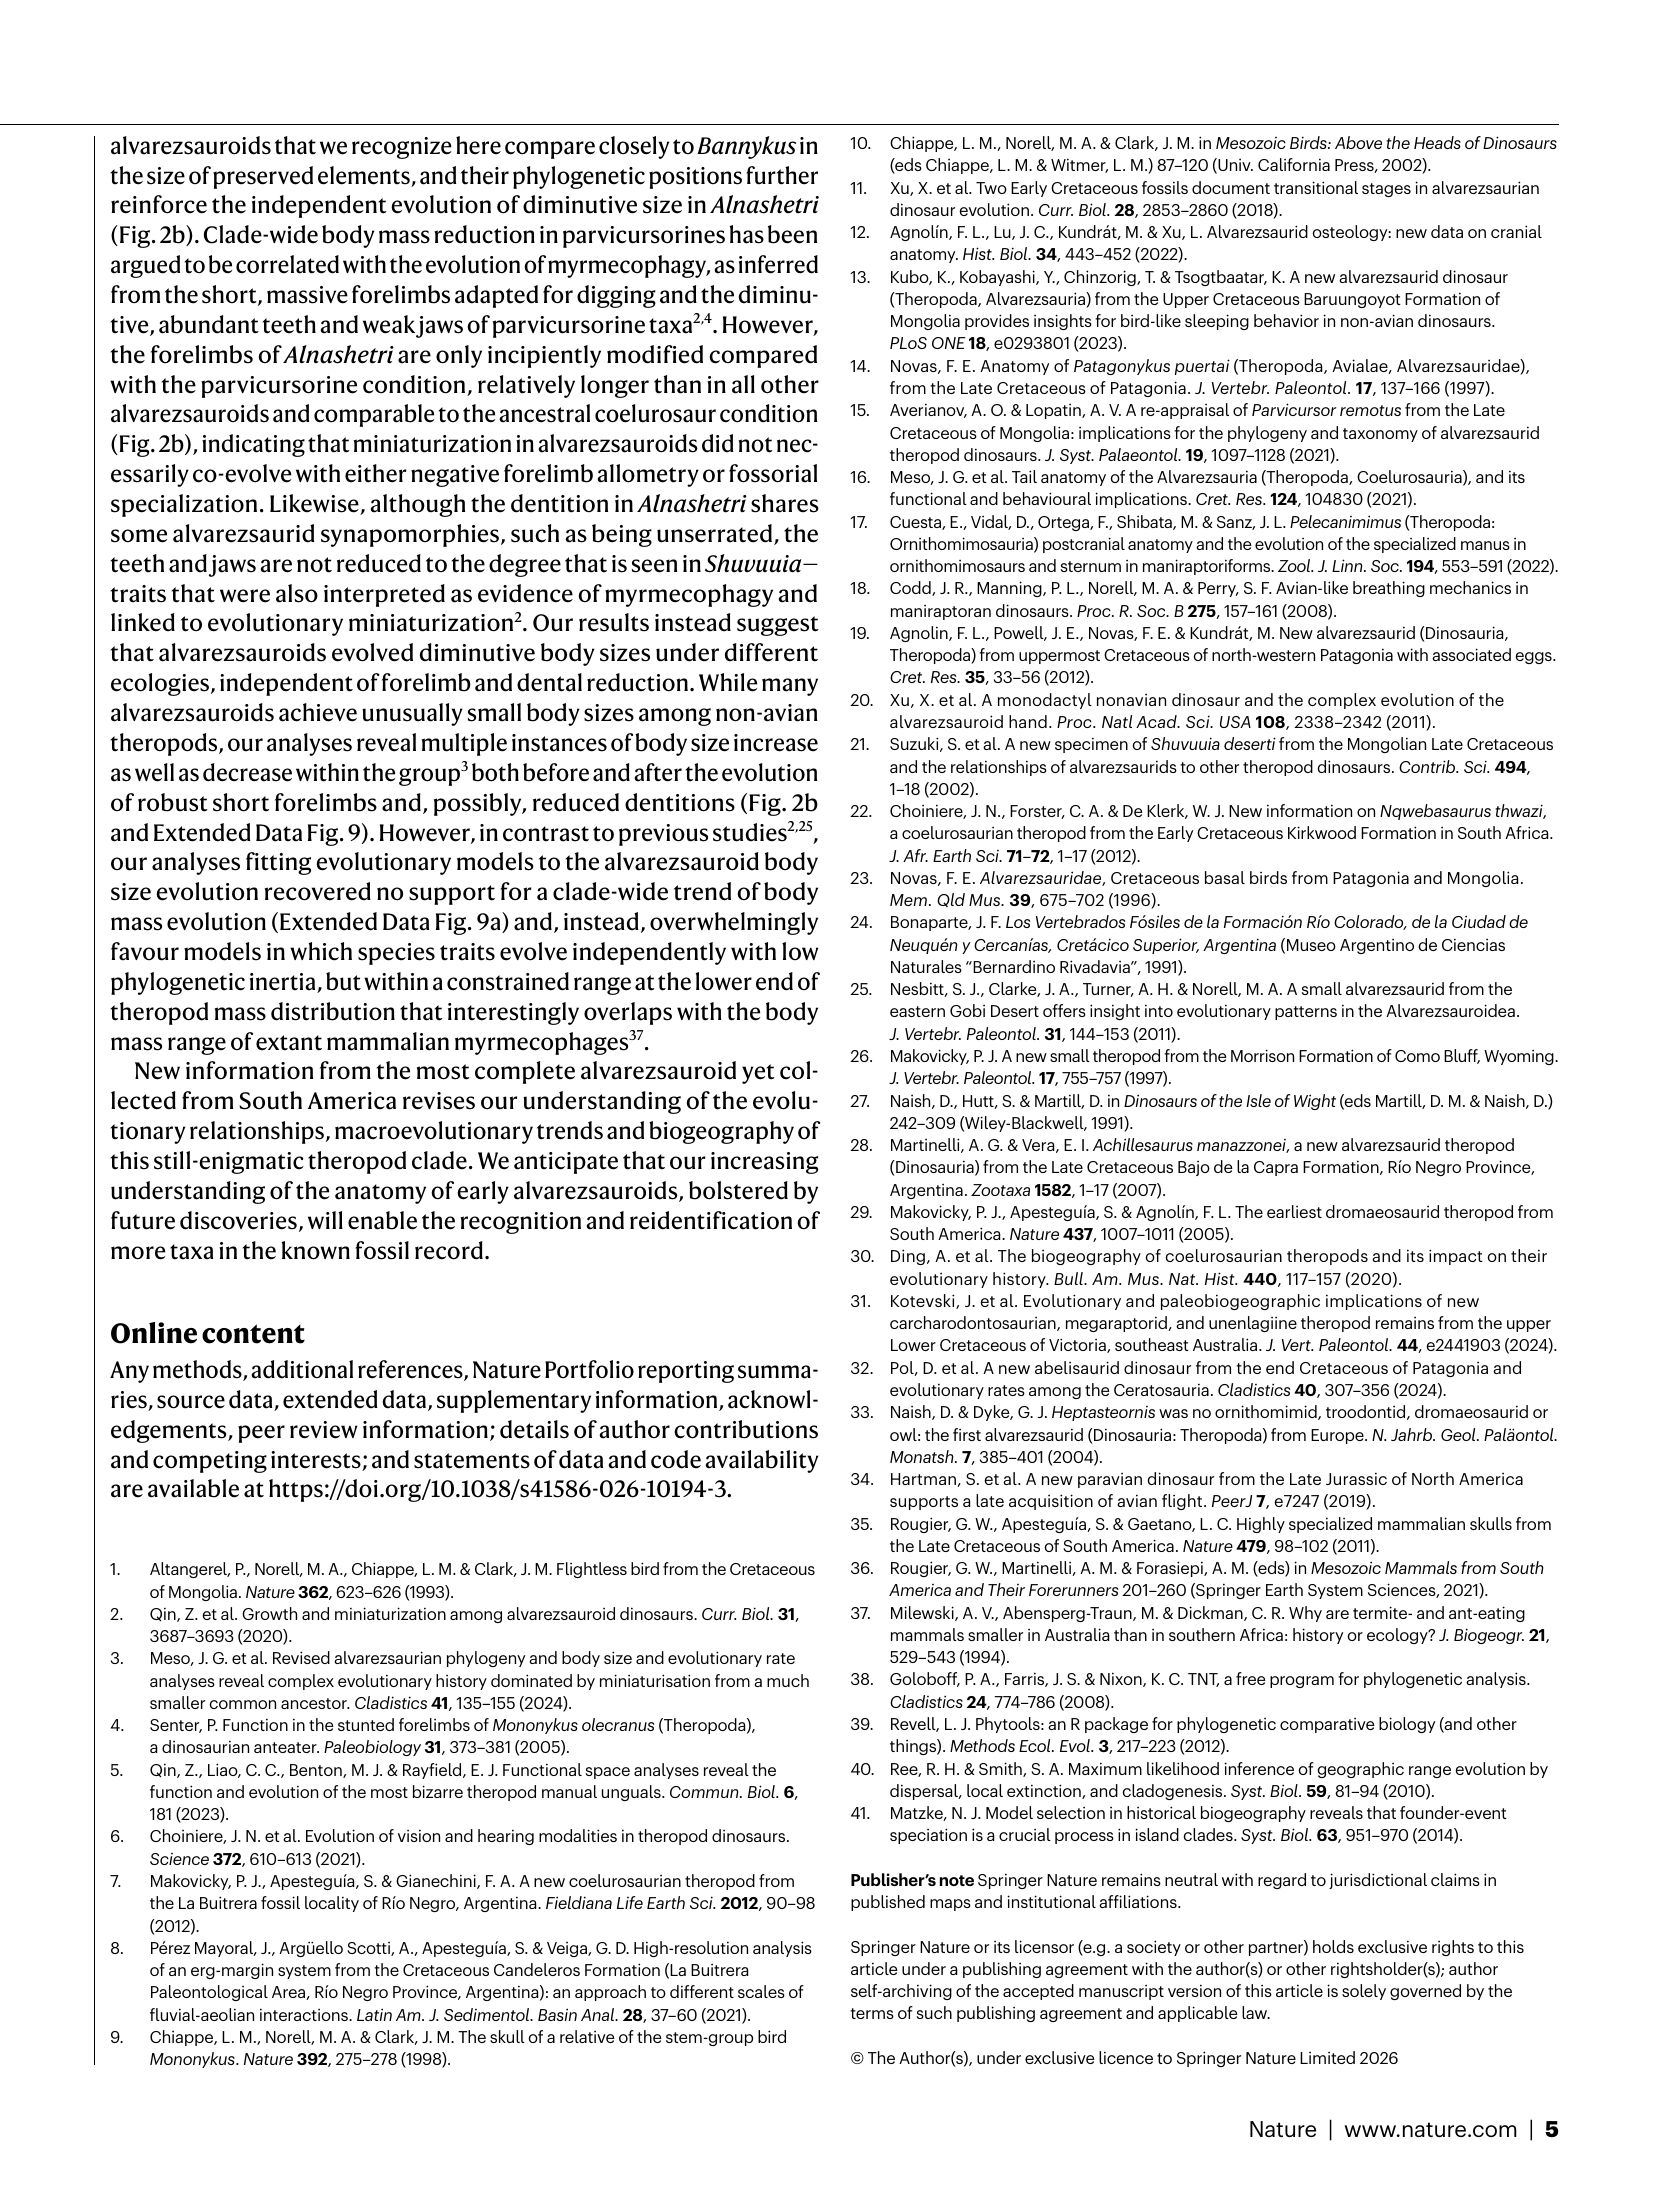 alvarezsauroids that we recognize here compare closely to Bannykus in
the size of preserved elements, and their phylogenetic positions further
reinforce the independent evolution of diminutive size in Alnashetri
(Fig. 2b). Clade-wide body mass reduction in parvicursorines has been
argued to be correlated with the evolution of myrmecophagy, as inferred
from the short, massive forelimbs adapted for digging and the diminu-
tive, abundant teeth and weak jaws of parvicursorine taxa2,4. However,
the forelimbs of Alnashetri are only incipiently modified compared
with the parvicursorine condition, relatively longer than in all other
alvarezsauroids and comparable to the ancestral coelurosaur condition
(Fig. 2b), indicating that miniaturization in alvarezsauroids did not nec-
essarily co-evolve with either negative forelimb allometry or fossorial
specialization. Likewise, although the dentition in Alnashetri shares
some alvarezsaurid synapomorphies, such as being unserrated, the
teeth and jaws are not reduced to the degree that is seen in Shuvuuia—
traits that were also interpreted as evidence of myrmecophagy and
linked to evolutionary miniaturization2. Our results instead suggest
that alvarezsauroids evolved diminutive body sizes under different
ecologies, independent of forelimb and dental reduction. While many
alvarezsauroids achieve unusually small body sizes among non-avian
theropods, our analyses reveal multiple instances of body size increase
as well as decrease within the group3 both before and after the evolution
of robust short forelimbs and, possibly, reduced dentitions (Fig. 2b
and Extended Data Fig. 9). However, in contrast to previous studies2,25,
our analyses fitting evolutionary models to the alvarezsauroid body
size evolution recovered no support for a clade-wide trend of body
mass evolution (Extended Data Fig. 9a) and, instead, overwhelmingly
favour models in which species traits evolve independently with low
phylogenetic inertia, but within a constrained range at the lower end of
theropod mass distribution that interestingly overlaps with the body
mass range of extant mammalian myrmecophages37.
New information from the most complete alvarezsauroid yet col-
lected from South America revises our understanding of the evolu-
tionary relationships, macroevolutionary trends and biogeography of
this still-enigmatic theropod clade. We anticipate that our increasing
understanding of the anatomy of early alvarezsauroids, bolstered by
future discoveries, will enable the recognition and reidentification of
more taxa in the known fossil record.
Online content
Any methods, additional references, Nature Portfolio reporting summa-
ries, source data, extended data, supplementary information, acknowl-
edgements, peer review information; details of author contributions
and competing interests; and statements of data and code availability
are available at https://doi.org/10.1038/s41586-026-10194-3.
1. Altangerel, P., Norell, M. A., Chiappe, L. M. & Clark, J. M. Flightless bird from the Cretaceous
of Mongolia. Nature 362, 623–626 (1993).
2. Qin, Z. et al. Growth and miniaturization among alvarezsauroid dinosaurs. Curr. Biol. 31,
3687–3693 (2020).
3. Meso, J. G. et al. Revised alvarezsaurian phylogeny and body size and evolutionary rate
analyses reveal complex evolutionary history dominated by miniaturisation from a much
smaller common ancestor. Cladistics 41, 135–155 (2024).
4. Senter, P. Function in the stunted forelimbs of Mononykus olecranus (Theropoda),
a dinosaurian anteater. Paleobiology 31, 373–381 (2005).
5. Qin, Z., Liao, C. C., Benton, M. J. & Rayfield, E. J. Functional space analyses reveal the
function and evolution of the most bizarre theropod manual unguals. Commun. Biol. 6,
181 (2023).
6. Choiniere, J. N. et al. Evolution of vision and hearing modalities in theropod dinosaurs.
Science 372, 610–613 (2021).
7. Makovicky, P. J., Apesteguía, S. & Gianechini, F. A. A new coelurosaurian theropod from
the La Buitrera fossil locality of Río Negro, Argentina. Fieldiana Life Earth Sci. 2012, 90–98
(2012).
8. Pérez Mayoral, J., Argüello Scotti, A., Apesteguía, S. & Veiga, G. D. High-resolution analysis
of an erg-margin system from the Cretaceous Candeleros Formation (La Buitrera
Paleontological Area, Río Negro Province, Argentina): an approach to different scales of
fluvial-aeolian interactions. Latin Am. J. Sedimentol. Basin Anal. 28, 37–60 (2021).
9. Chiappe, L. M., Norell, M. A. & Clark, J. M. The skull of a relative of the stem-group bird
Mononykus. Nature 392, 275–278 (1998).
10. Chiappe, L. M., Norell, M. A. & Clark, J. M. in Mesozoic Birds: Above the Heads of Dinosaurs
(eds Chiappe, L. M. & Witmer, L. M.) 87–120 (Univ. California Press, 2002).
11. Xu, X. et al. Two Early Cretaceous fossils document transitional stages in alvarezsaurian
dinosaur evolution. Curr. Biol. 28, 2853–2860 (2018).
12. Agnolín, F. L., Lu, J. C., Kundrát, M. & Xu, L. Alvarezsaurid osteology: new data on cranial
anatomy. Hist. Biol. 34, 443–452 (2022).
13. Kubo, K., Kobayashi, Y., Chinzorig, T. & Tsogtbaatar, K. A new alvarezsaurid dinosaur
(Theropoda, Alvarezsauria) from the Upper Cretaceous Baruungoyot Formation of
Mongolia provides insights for bird-like sleeping behavior in non-avian dinosaurs.
PLoS ONE 18, e0293801 (2023).
14. Novas, F. E. Anatomy of Patagonykus puertai (Theropoda, Avialae, Alvarezsauridae),
from the Late Cretaceous of Patagonia. J. Vertebr. Paleontol. 17, 137–166 (1997).
15. Averianov, A. O. & Lopatin, A. V. A re-appraisal of Parvicursor remotus from the Late
Cretaceous of Mongolia: implications for the phylogeny and taxonomy of alvarezsaurid
theropod dinosaurs. J. Syst. Palaeontol. 19, 1097–1128 (2021).
16. Meso, J. G. et al. Tail anatomy of the Alvarezsauria (Theropoda, Coelurosauria), and its
functional and behavioural implications. Cret. Res. 124, 104830 (2021).
17. Cuesta, E., Vidal, D., Ortega, F., Shibata, M. & Sanz, J. L. Pelecanimimus (Theropoda:
Ornithomimosauria) postcranial anatomy and the evolution of the specialized manus in
ornithomimosaurs and sternum in maniraptoriforms. Zool. J. Linn. Soc. 194, 553–591 (2022).
18. Codd, J. R., Manning, P. L., Norell, M. A. & Perry, S. F. Avian-like breathing mechanics in
maniraptoran dinosaurs. Proc. R. Soc. B 275, 157–161 (2008).
19. Agnolin, F. L., Powell, J. E., Novas, F. E. & Kundrát, M. New alvarezsaurid (Dinosauria,
Theropoda) from uppermost Cretaceous of north-western Patagonia with associated eggs.
Cret. Res. 35, 33–56 (2012).
20. Xu, X. et al. A monodactyl nonavian dinosaur and the complex evolution of the
alvarezsauroid hand. Proc. Natl Acad. Sci. USA 108, 2338–2342 (2011).
21. Suzuki, S. et al. A new specimen of Shuvuuia deserti from the Mongolian Late Cretaceous
and the relationships of alvarezsaurids to other theropod dinosaurs. Contrib. Sci. 494,
1–18 (2002).
22. Choiniere, J. N., Forster, C. A. & De Klerk, W. J. New information on Nqwebasaurus thwazi,
a coelurosaurian theropod from the Early Cretaceous Kirkwood Formation in South Africa.
J. Afr. Earth Sci. 71–72, 1–17 (2012).
23. Novas, F. E. Alvarezsauridae, Cretaceous basal birds from Patagonia and Mongolia.
Mem. Qld Mus. 39, 675–702 (1996).
24. Bonaparte, J. F. Los Vertebrados Fósiles de la Formación Río Colorado, de la Ciudad de
Neuquén y Cercanías, Cretácico Superior, Argentina (Museo Argentino de Ciencias
Naturales “Bernardino Rivadavia”, 1991).
25. Nesbitt, S. J., Clarke, J. A., Turner, A. H. & Norell, M. A. A small alvarezsaurid from the
eastern Gobi Desert offers insight into evolutionary patterns in the Alvarezsauroidea.
J. Vertebr. Paleontol. 31, 144–153 (2011).
26. Makovicky, P. J. A new small theropod from the Morrison Formation of Como Bluff, Wyoming.
J. Vertebr. Paleontol. 17, 755–757 (1997).
27. Naish, D., Hutt, S. & Martill, D. in Dinosaurs of the Isle of Wight (eds Martill, D. M. & Naish, D.)
242–309 (Wiley-Blackwell, 1991).
28. Martinelli, A. G. & Vera, E. I. Achillesaurus manazzonei, a new alvarezsaurid theropod
(Dinosauria) from the Late Cretaceous Bajo de la Capra Formation, Río Negro Province,
Argentina. Zootaxa 1582, 1–17 (2007).
29. Makovicky, P. J., Apesteguía, S. & Agnolín, F. L. The earliest dromaeosaurid theropod from
South America. Nature 437, 1007–1011 (2005).
30. Ding, A. et al. The biogeography of coelurosaurian theropods and its impact on their
evolutionary history. Bull. Am. Mus. Nat. Hist. 440, 117–157 (2020).
31. Kotevski, J. et al. Evolutionary and paleobiogeographic implications of new
carcharodontosaurian, megaraptorid, and unenlagiine theropod remains from the upper
Lower Cretaceous of Victoria, southeast Australia. J. Vert. Paleontol. 44, e2441903 (2024).
32. Pol, D. et al. A new abelisaurid dinosaur from the end Cretaceous of Patagonia and
evolutionary rates among the Ceratosauria. Cladistics 40, 307–356 (2024).
33. Naish, D. & Dyke, G. J. Heptasteornis was no ornithomimid, troodontid, dromaeosaurid or
owl: the first alvarezsaurid (Dinosauria: Theropoda) from Europe. N. Jahrb. Geol. Paläontol.
Monatsh. 7, 385–401 (2004).
34. Hartman, S. et al. A new paravian dinosaur from the Late Jurassic of North America
supports a late acquisition of avian flight. PeerJ 7, e7247 (2019).
35. Rougier, G. W., Apesteguía, S. & Gaetano, L. C. Highly specialized mammalian skulls from
the Late Cretaceous of South America. Nature 479, 98–102 (2011).
36. Rougier, G. W., Martinelli, A. M. & Forasiepi, A. M. (eds) in Mesozoic Mammals from South
America and Their Forerunners 201–260 (Springer Earth System Sciences, 2021).
37. Milewski, A. V., Abensperg-Traun, M. & Dickman, C. R. Why are termite- and ant-eating
mammals smaller in Australia than in southern Africa: history or ecology? J. Biogeogr. 21,
529–543 (1994).
38. Goloboff, P. A., Farris, J. S. & Nixon, K. C. TNT, a free program for phylogenetic analysis.
Cladistics 24, 774–786 (2008).
39. Revell, L. J. Phytools: an R package for phylogenetic comparative biology (and other
things). Methods Ecol. Evol. 3, 217–223 (2012).
40. Ree, R. H. & Smith, S. A. Maximum likelihood inference of geographic range evolution by
dispersal, local extinction, and cladogenesis. Syst. Biol. 59, 81–94 (2010).
41. Matzke, N. J. Model selection in historical biogeography reveals that founder-event
speciation is a crucial process in island clades. Syst. Biol. 63, 951–970 (2014).
Publisher’s note Springer Nature remains neutral with regard to jurisdictional claims in
published maps and institutional affiliations.
Springer Nature or its licensor (e.g. a society or other partner) holds exclusive rights to this
article under a publishing agreement with the author(s) or other rightsholder(s); author
self-archiving of the accepted manuscript version of this article is solely governed by the
terms of such publishing agreement and applicable law.
© The Author(s), under exclusive licence to Springer Nature Limited 2026
Nature | www.nature.com | 5